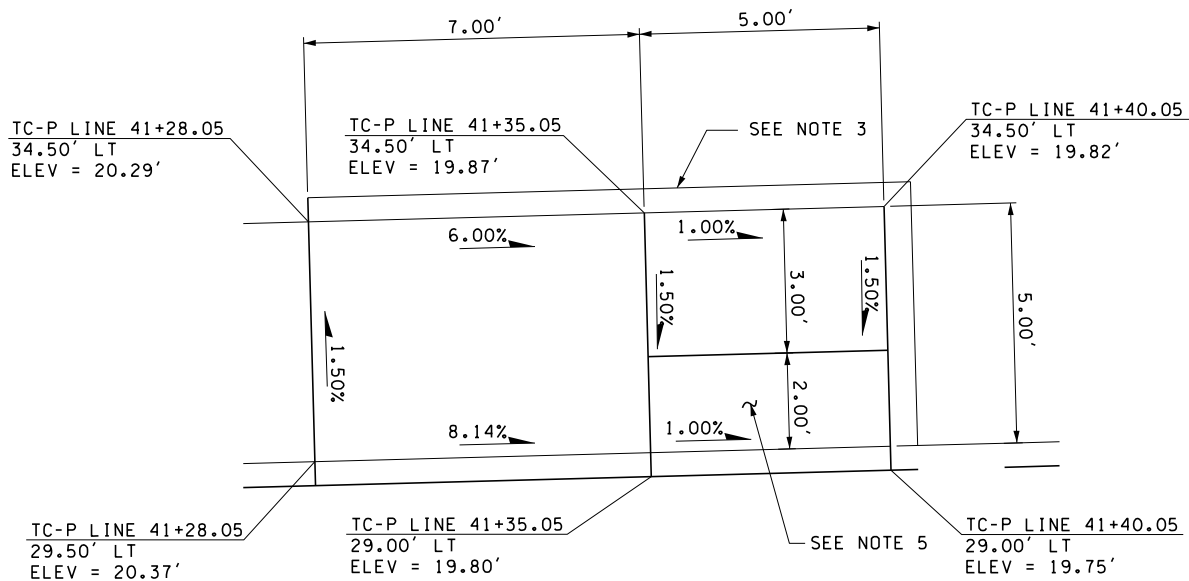 7.00′
5.00′
TC-P LINE 41+28.05
34.50′ LT
ELEV = 20.29′
TC-P LINE 41+35.05
34.50′ LT
ELEV = 19.87′
SEE NOTE 3
TC-P LINE 41+40.05
34.50′ LT
ELEV = 19.82′
6.00%
1.00%
1.50%
3.00′
1.50%
5.00′
1.50%
8.14%
1.00%
2.00′
TC-P LINE 41+28.05
29.50′ LT
ELEV = 20.37′
TC-P LINE 41+35.05
29.00′ LT
ELEV = 19.80′
SEE NOTE 5
TC-P LINE 41+40.05
29.00′ LT
ELEV = 19.75′